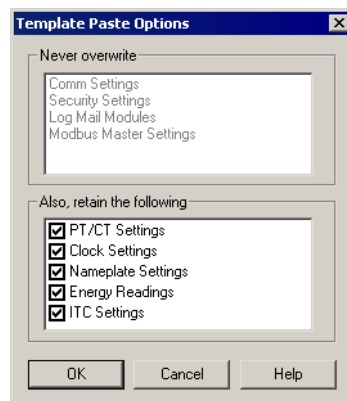 Template Paste Options
Never overwrite
Comm Settings
Security Settings
Log Mail Modules
Modbus Master Settings
Also, retain the following
PT/CT Settings
Clock Settings
Nameplate Settings
Energy Readings
ITC Settings
OK Cancel Help